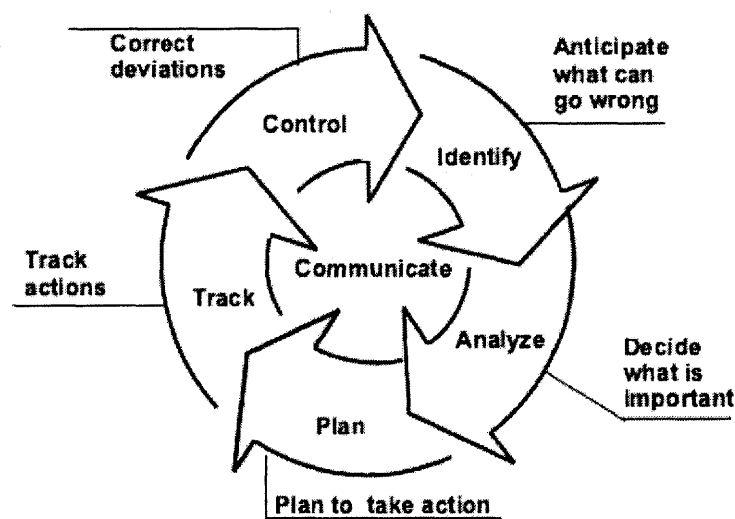 Correct
deviations
Anticipate
what can
go wrong
Control
Identify
Communicate
Track
actions
Track
Analyze
Decide
what is
important
Plan
Plan to take action